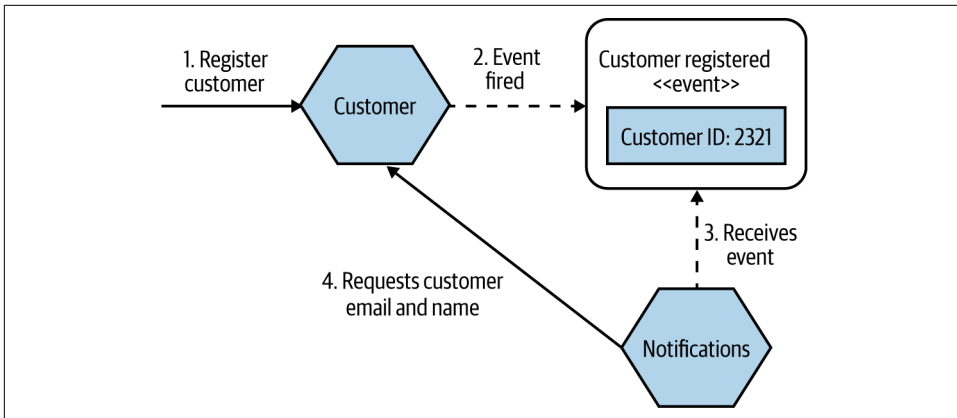 1. Register
customer
Customer
2. Event
fired
Customer registered
<<event>>
Customer ID: 2321
3. Receives
event
4. Requests customer
email and name
Notifications